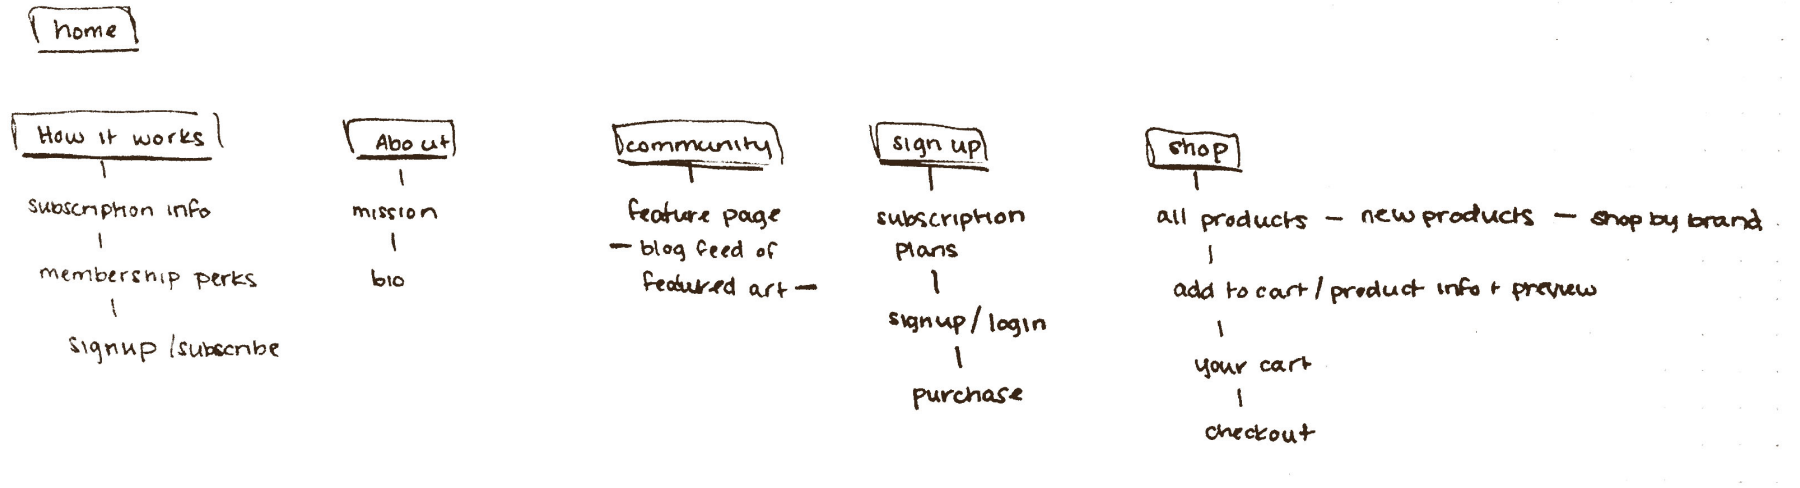 home
How it works
subscription info
membership perks
signup/subscribe
About
mission
bio
community
feature page
- blog feed of
featured art -
sign up
subscription
plans
signup/login
purchase
shop
all products - new products - shop by brand
add to cart/product info + preview
your cart
checkout